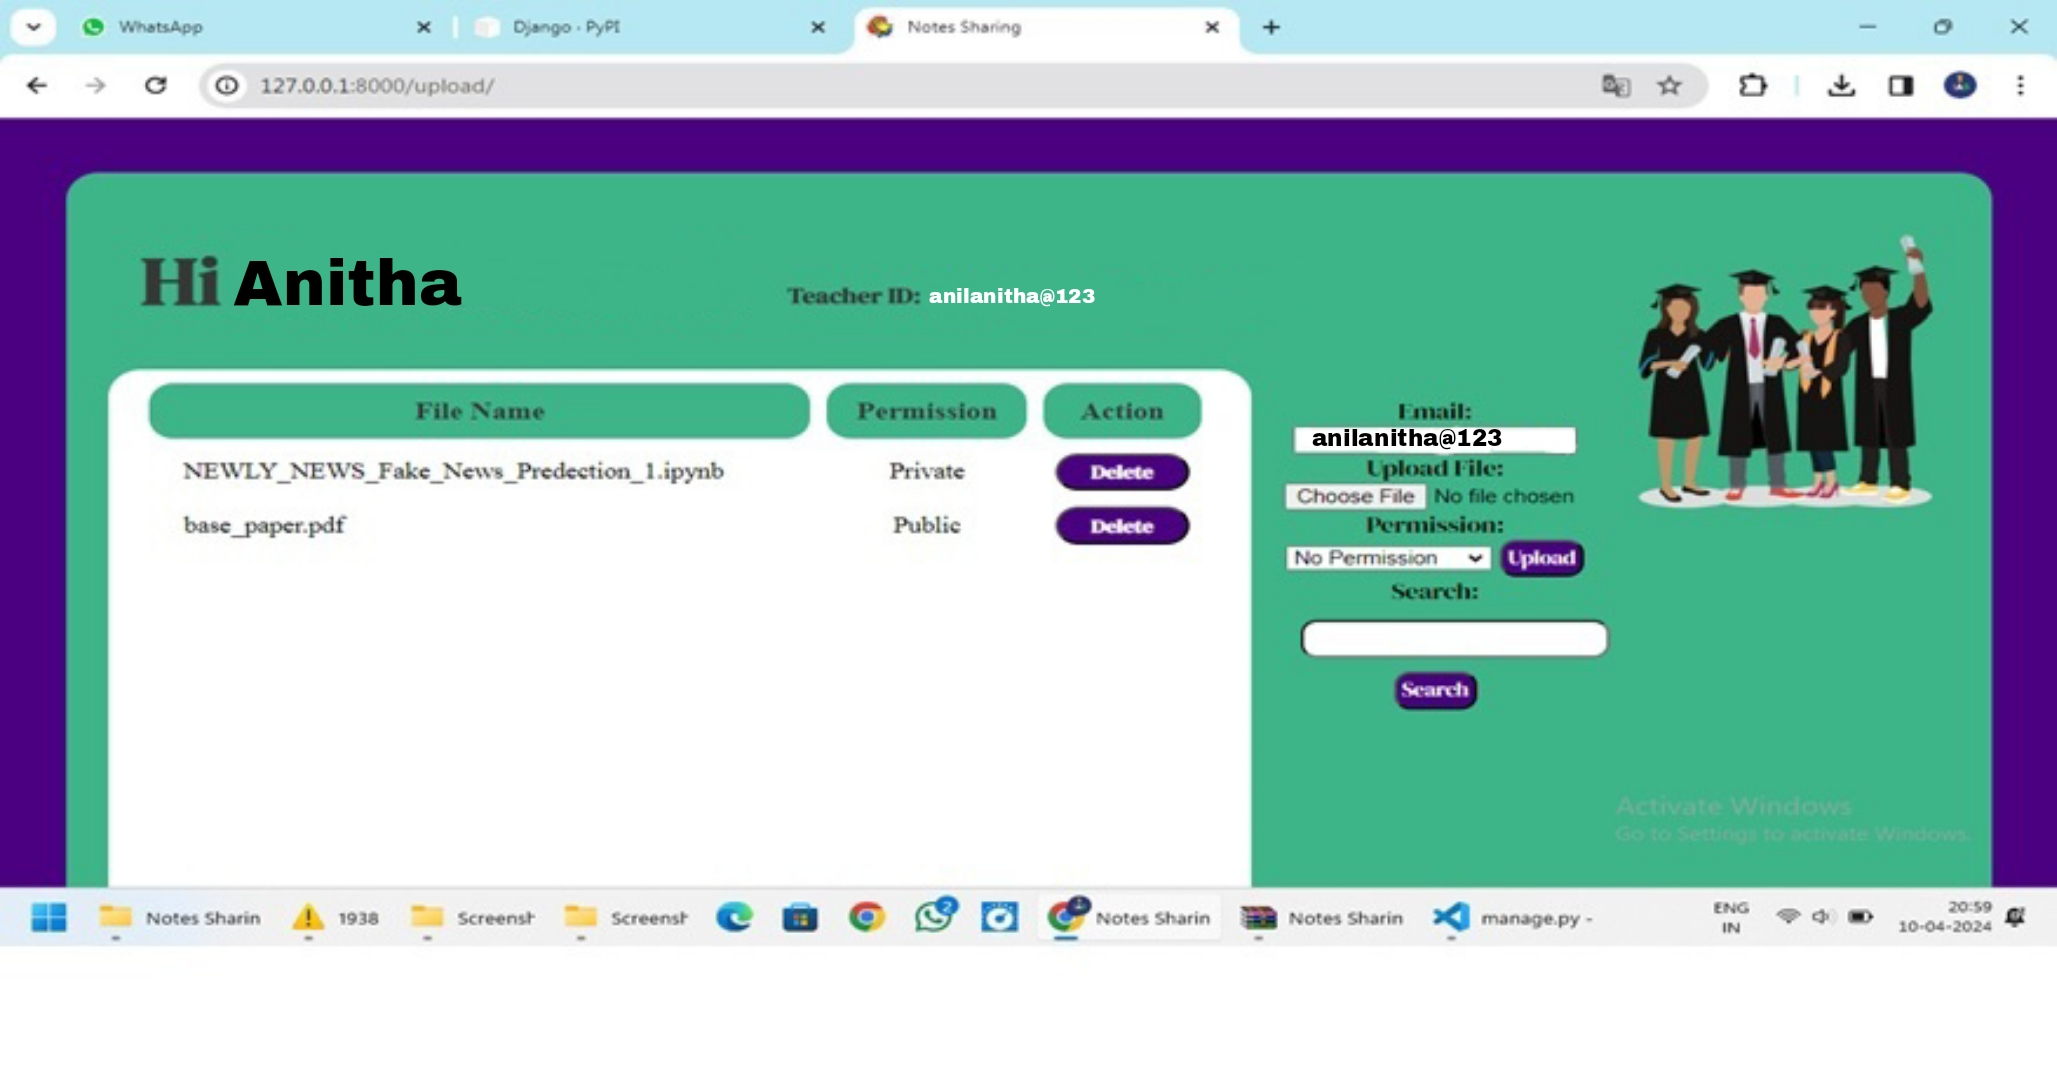 WhatsApp
Django · PyPI
Notes Sharing
127.0.0.1:8000/upload/
Hi Anitha
Teacher ID: anilanitha@123
File Name Permission Action
NEWLY_NEWS_Fake_News_Predection_1.ipynb Private Delete
base_paper.pdf Public Delete
Email:
anilanitha@123
Upload File:
Choose File No file chosen
Permission:
No Permission Upload
Search:
Search
Activate Windows
Go to Settings to activate Windows.
Notes Sharin 1938 Screensh Screensh 2 Notes Sharin Notes Sharin manage.py -
ENG
IN
20:59
10-04-2024